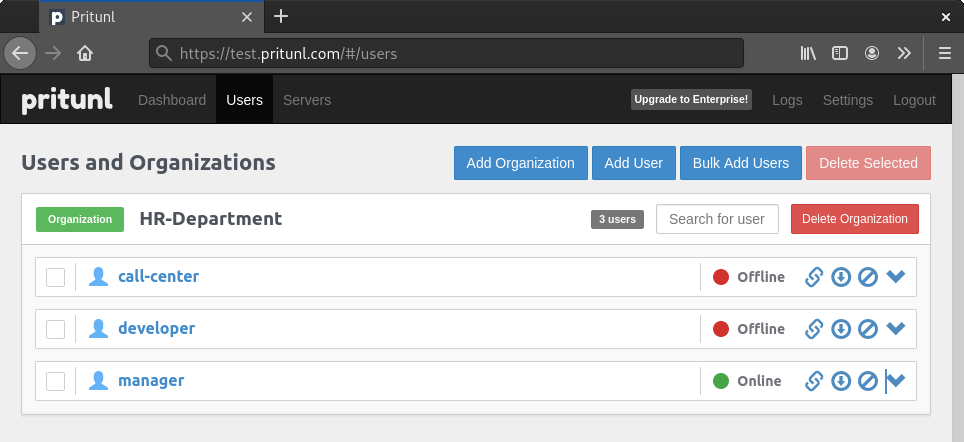 Pritunl
https://test.pritunl.com/#/users
pritunl Dashboard Users Servers Upgrade to Enterprise! Logs Settings Logout
Users and Organizations Add Organization Add User Bulk Add Users Delete Selected
Organization HR-Department 3 users Search for user Delete Organization
call-center Offline
developer Offline
manager Online